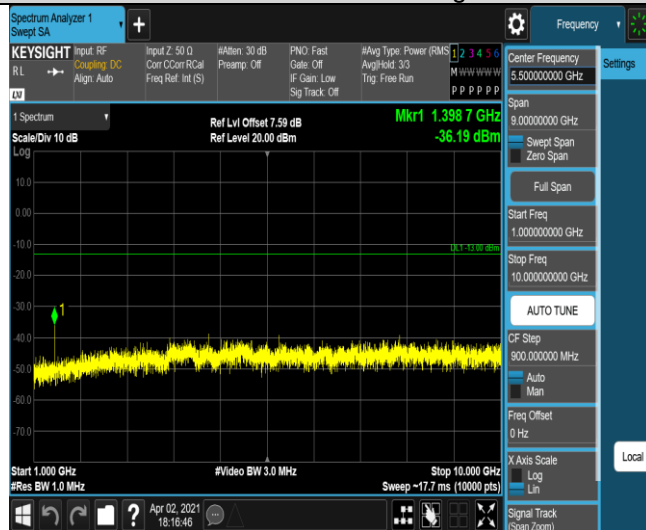 Spectrum Analyzer 1
Swept SA
Frequency
KEYSIGHT
RL
LXI
Input: RF
Coupling: DC
Align: Auto
Input Z: 50 Ω
Corr CCorr RCal
Freq Ref: Int (S)
#Atten: 30 dB
Preamp: Off
PNO: Fast
Gate: Off
IF Gain: Low
Sig Track: Off
#Avg Type: Power (RMS
Avg|Hold: 3/3
Trig: Free Run
1 2 3 4 5 6
M W W W W W
P P P P P P
Center Frequency
5.500000000 GHz
Settings
Span
9.00000000 GHz
Swept Span
Zero Span
Full Span
Start Freq
1.000000000 GHz
Stop Freq
10.000000000 GHz
AUTO TUNE
CF Step
900.000000 MHz
Auto
Man
Freq Offset
0 Hz
X Axis Scale
Log
Lin
Local
Signal Track
(Span Zoom)
1 Spectrum
Scale/Div 10 dB
Log
Ref Lvl Offset 7.59 dB
Ref Level 20.00 dBm
Mkr1 1.398 7 GHz
-36.19 dBm
10.0
0.00
-10.0
DL1 -13.00 dBm
-20.0
-30.0
1
-40.0
-50.0
-60.0
-70.0
Start 1.000 GHz
#Res BW 1.0 MHz
#Video BW 3.0 MHz
Stop 10.000 GHz
Sweep ~17.7 ms (10000 pts)
?
Apr 02, 2021
18:16:46